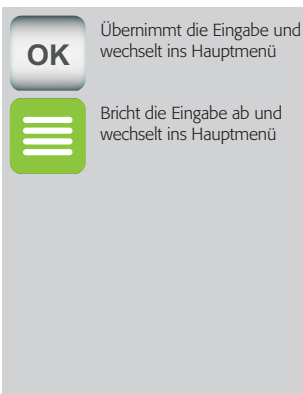 OK
Übernimmt die Eingabe und
wechselt ins Hauptmenü
Bricht die Eingabe ab und
wechselt ins Hauptmenü